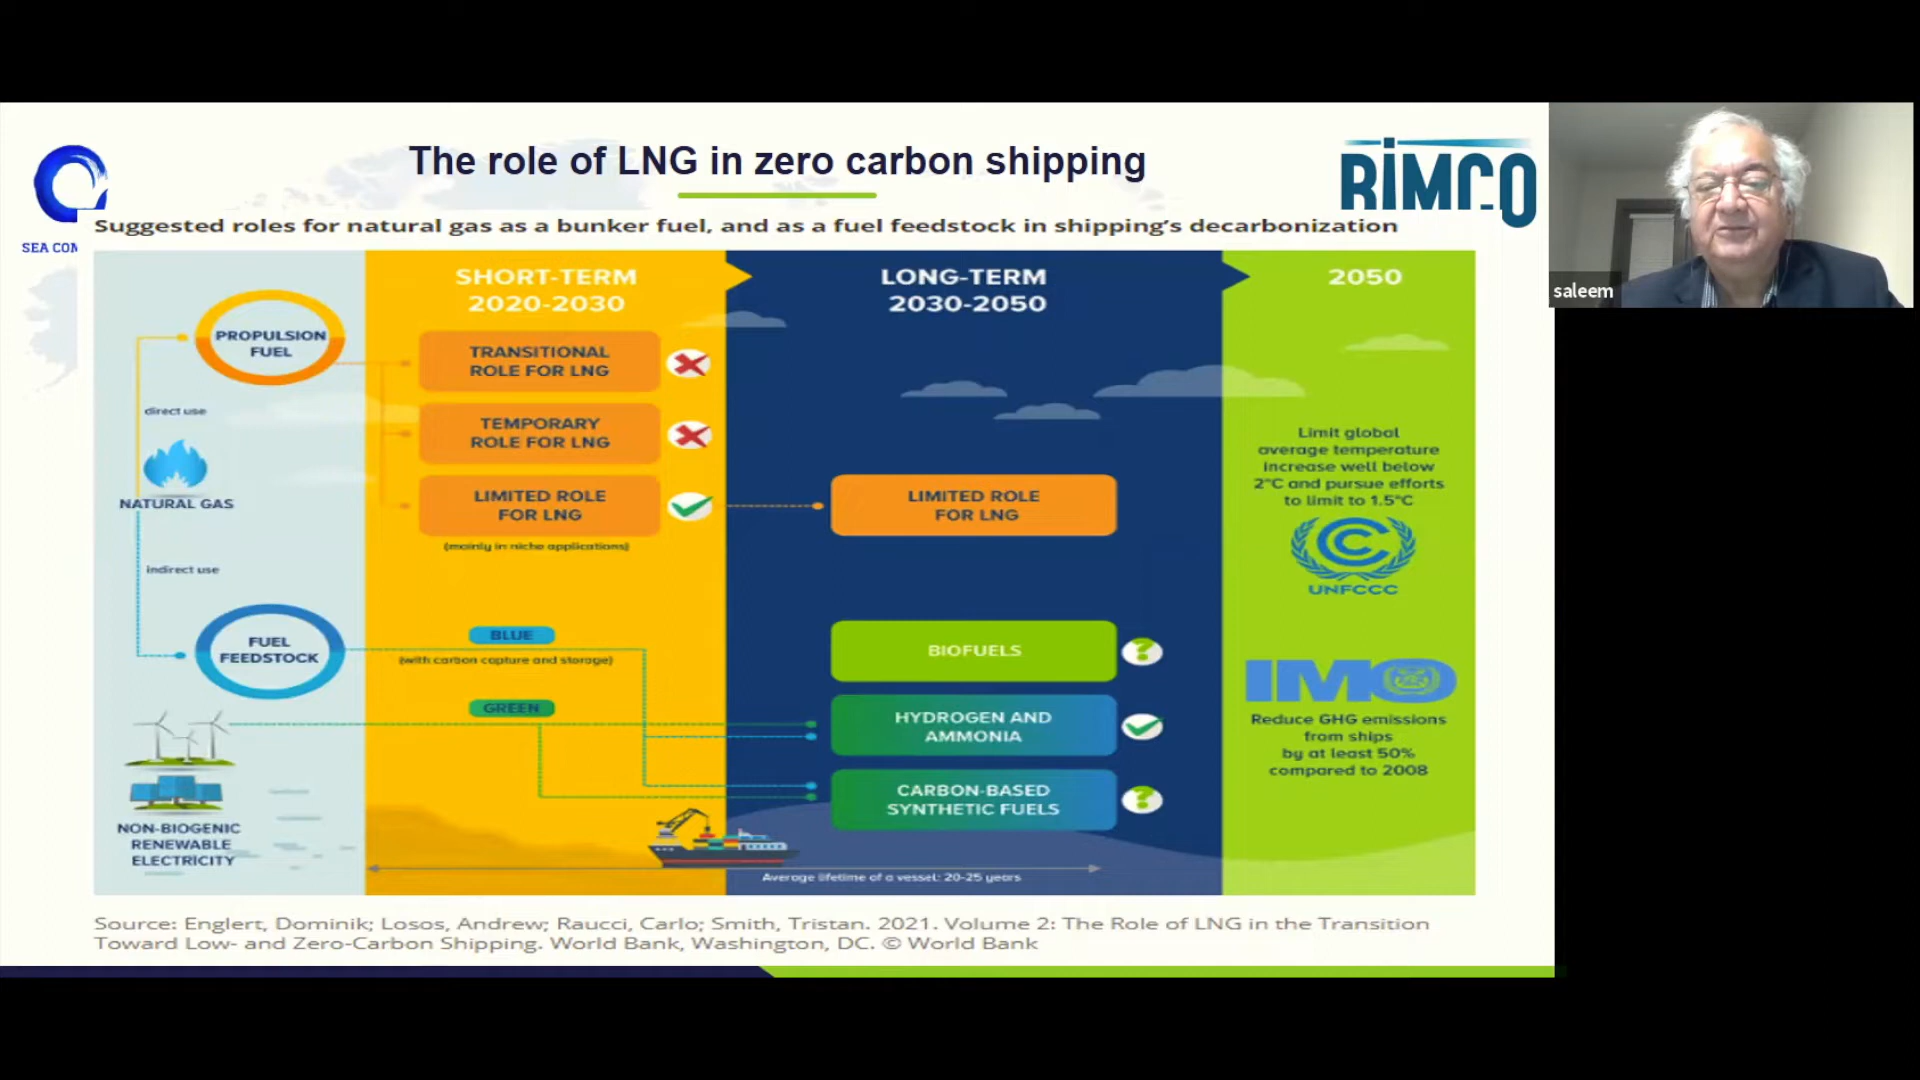 The role of LNG in zero carbon shipping
RIMCO
SEA CON
Suggested roles for natural gas as a bunker fuel, and as a fuel feedstock in shipping's decarbonization
saleem
SHORT-TERM
2020-2030
LONG-TERM
2030-2050
2050
PROPULSION
FUEL
TRANSITIONAL
ROLE FOR LNG
direct use
TEMPORARY
ROLE FOR LNG
NATURAL GAS
LIMITED ROLE
FOR LNG
(mainly in niche applications)
LIMITED ROLE
FOR LNG
Limit global
average temperature
increase well below
2°C and pursue efforts
to limit to 1.5°C
UNFCCC
indirect use
FUEL
FEEDSTOCK
BLUE
(with carbon capture and storage)
GREEN
BIOFUELS
?
HYDROGEN AND
AMMONIA
CARBON-BASED
SYNTHETIC FUELS
?
IMO
Reduce GHG emissions
from ships
by at least 50%
compared to 2008
NON-BIOGENIC
RENEWABLE
ELECTRICITY
Average lifetime of a vessel: 20-25 years
Source: Englert, Dominik; Losos, Andrew; Raucci, Carlo; Smith, Tristan. 2021. Volume 2: The Role of LNG in the Transition
Toward Low- and Zero-Carbon Shipping. World Bank, Washington, DC. © World Bank